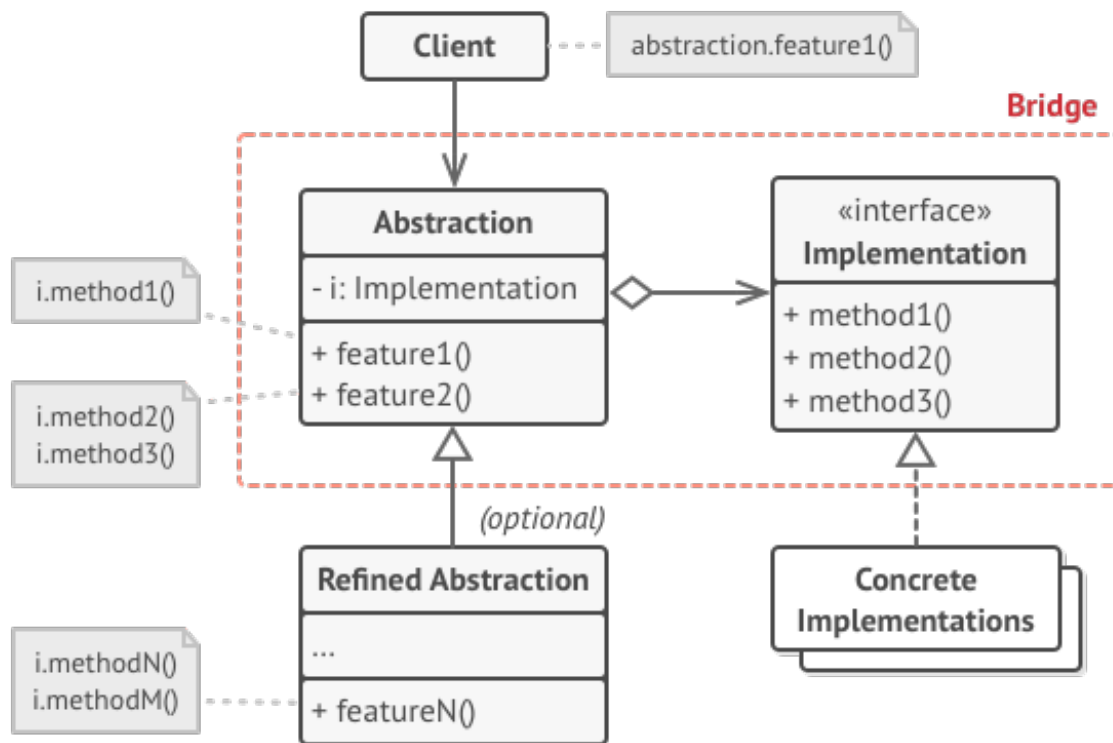 Client
abstraction.feature1()
Bridge
Abstraction
- i: Implementation
+ feature1()
+ feature2()
«interface»
Implementation
+ method1()
+ method2()
+ method3()
i.method1()
i.method2()
i.method3()
(optional)
Refined Abstraction
...
+ featureN()
Concrete
Implementations
i.methodN()
i.methodM()